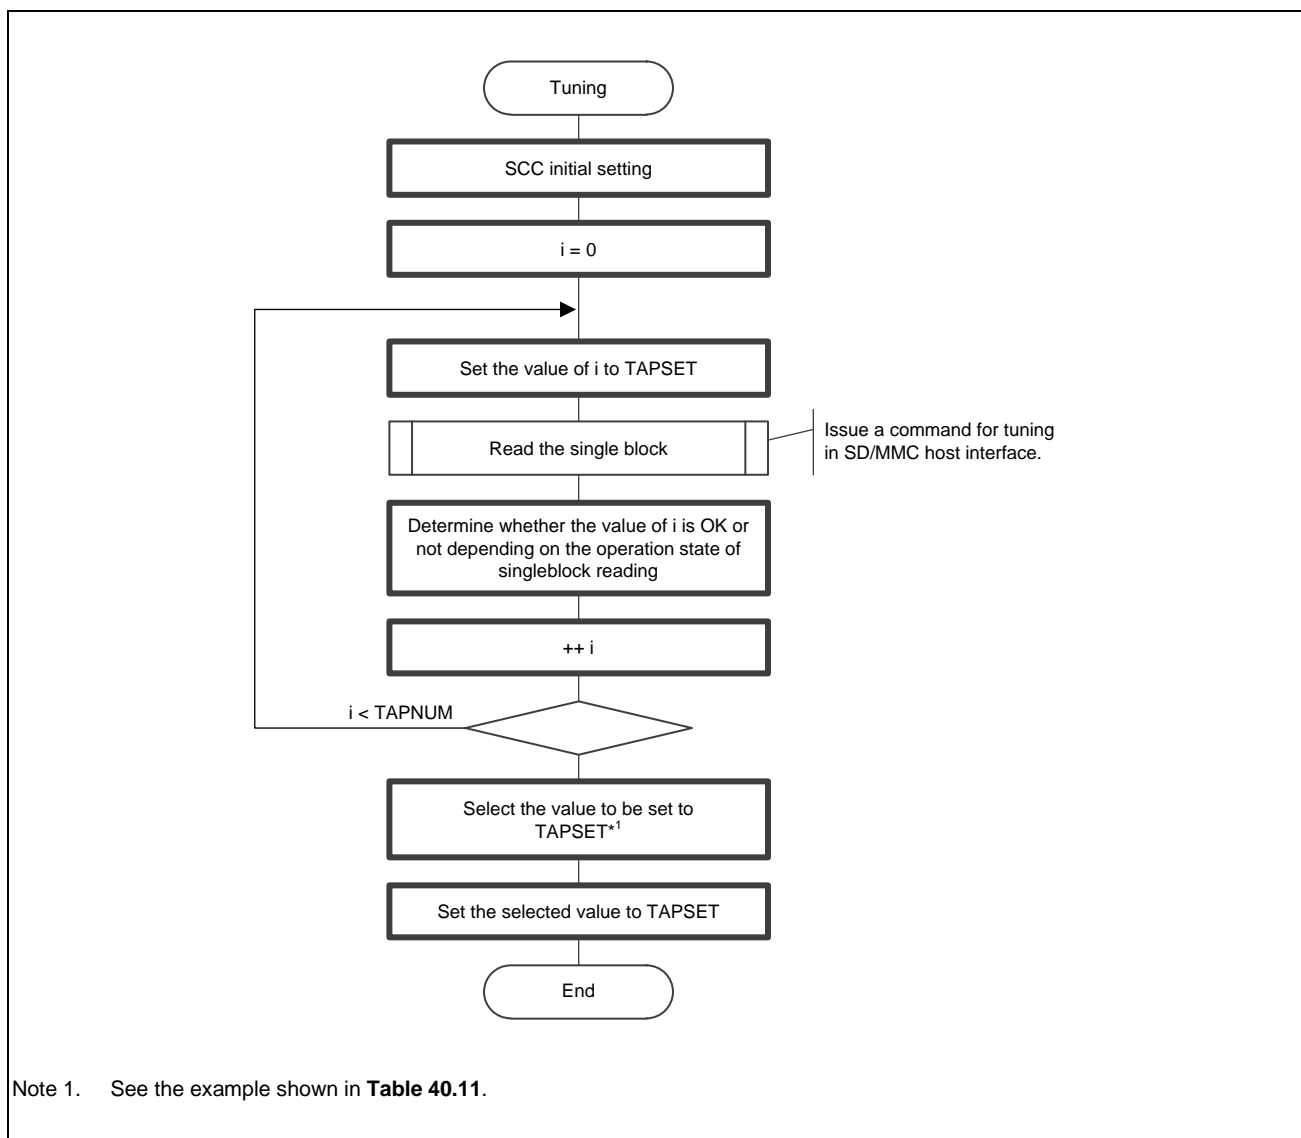 Tuning
SCC initial setting
i = 0
Set the value of i to TAPSET
Read the single block
Issue a command for tuning
in SD/MMC host interface.
Determine whether the value of i is OK or
not depending on the operation state of
singleblock reading
++ i
i < TAPNUM
Select the value to be set to
TAPSET*1
Set the selected value to TAPSET
End
Note 1. See the example shown in Table 40.11.